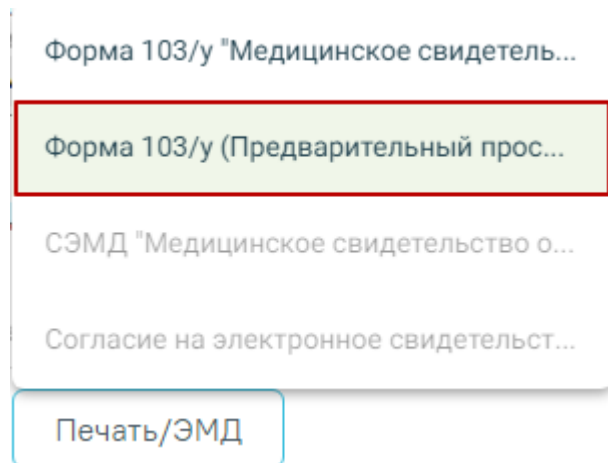 Форма 103/у "Медицинское свидетель...
Форма 103/у (Предварительный прос...
СЭМД "Медицинское свидетельство о...
Согласие на электронное свидетельст...
Печать/ЭМД